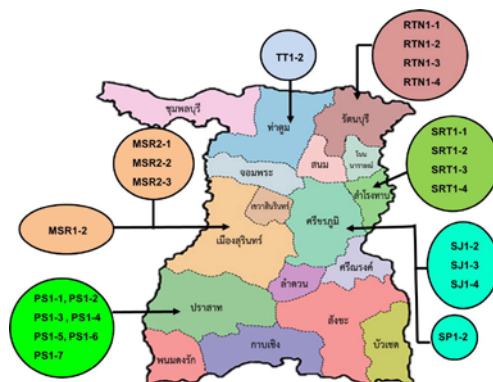 RTN1-1
RTN1-2
RTN1-3
RTN1-4
TT1-2
ชุมพลบุรี
ท่าตูม
รัตนบุรี
MSR2-1
MSR2-2
MSR2-3
SRT1-1
SRT1-2
SRT1-3
SRT1-4
โนน
นารายณ์
สนม
จอมพระ
สำโรงทาบ
เขวาสินรินทร์
ศรีขรภูมิ
MSR1-2
เมืองสุรินทร์
SJ1-2
SJ1-3
SJ1-4
ศรีณรงค์
ลำดวน
PS1-1, PS1-2
PS1-3 , PS1-4
PS1-5, PS1-6
PS1-7
ปราสาท
สังขะ
SP1-2
บัวเชด
กาบเชิง
พนมดงรัก